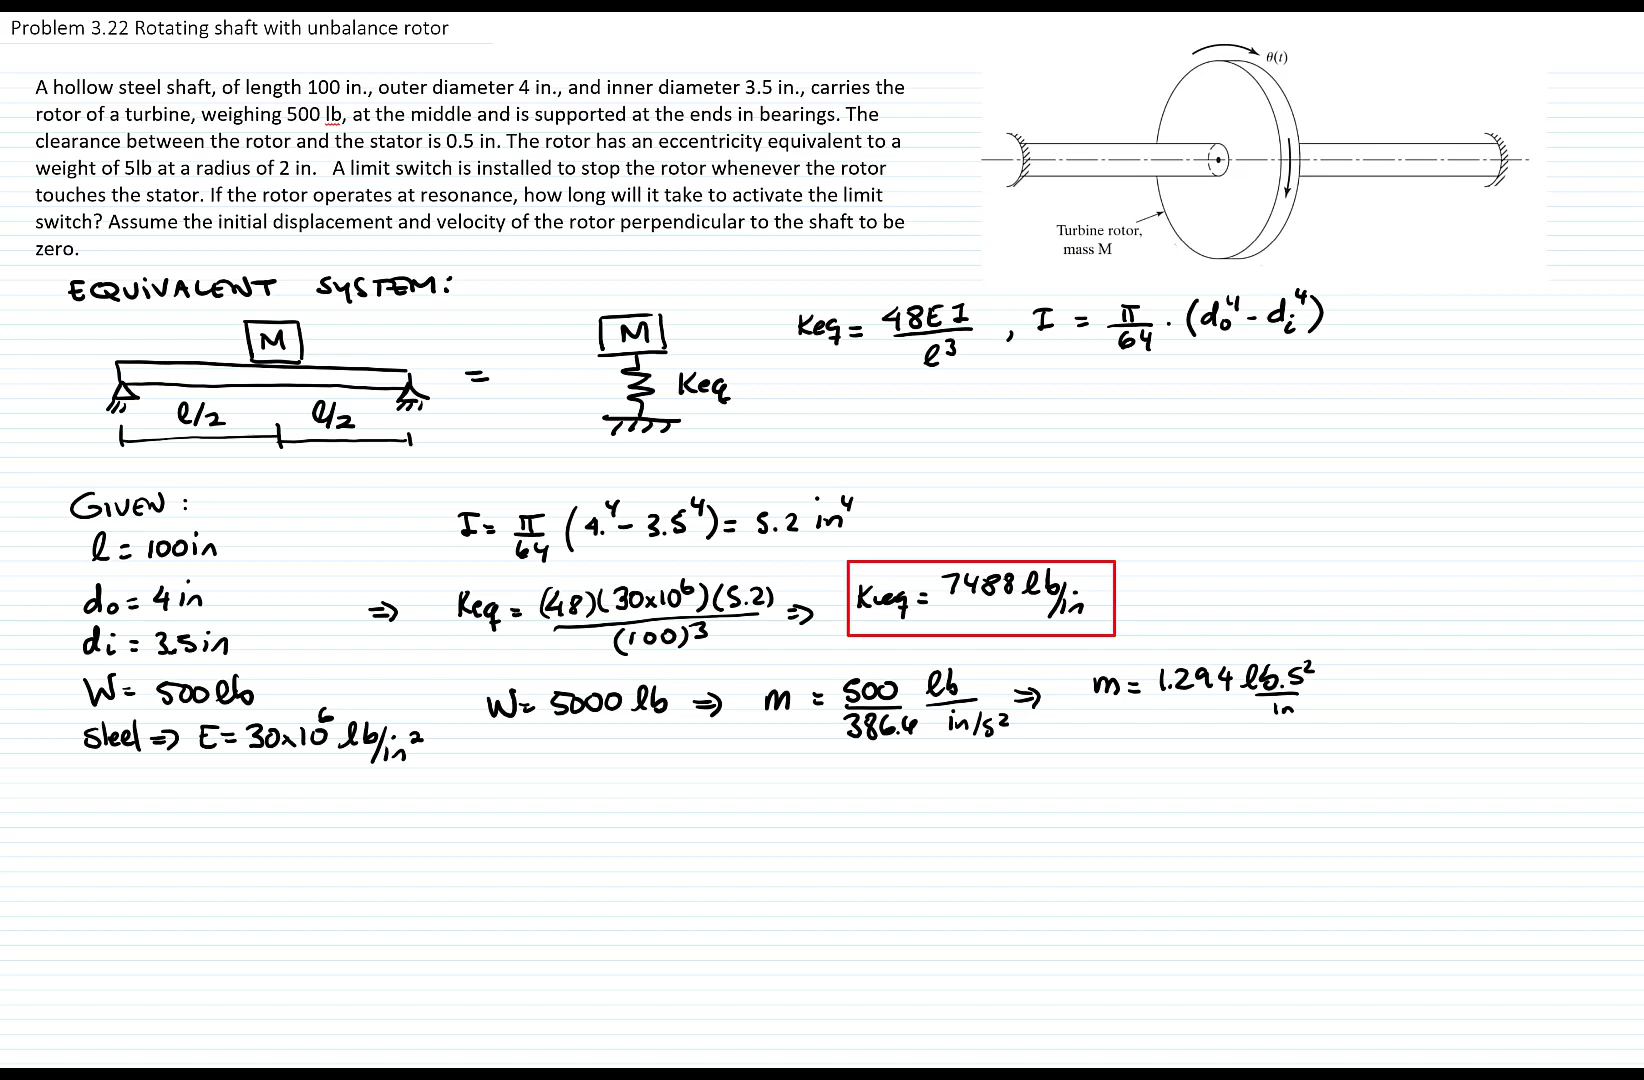 Problem 3.22 Rotating shaft with unbalance rotor
θ(t)
A hollow steel shaft, of length 100 in., outer diameter 4 in., and inner diameter 3.5 in., carries the
rotor of a turbine, weighing 500 lb, at the middle and is supported at the ends in bearings. The
clearance between the rotor and the stator is 0.5 in. The rotor has an eccentricity equivalent to a
weight of 5lb at a radius of 2 in.   A limit switch is installed to stop the rotor whenever the rotor
touches the stator. If the rotor operates at resonance, how long will it take to activate the limit
switch? Assume the initial displacement and velocity of the rotor perpendicular to the shaft to be
zero.
Turbine rotor,
mass M
EQUiVALENT SYSTEM:
M
l/2 l/2
=
M
Keq
Keq = 48EI / l³ , I = π/64 · (do⁴ - di⁴)
GIVEN :
l = 100in
do = 4 in
di = 3.5in
W = 500lb
Steel => E = 30x10⁶ lb/in²
I = π/64 (4.⁴ - 3.5⁴) = 5.2 in⁴
=> Keq = (48)(30x10⁶)(5.2) / (100)³ => Keq = 7488 lb/in
W = 5000 lb => m = 500/386.4 lb/in/s² => m = 1.294 lb.s²/in